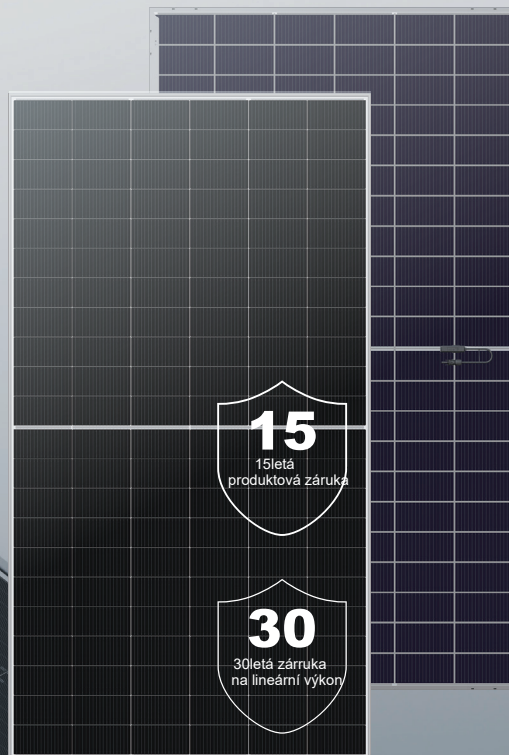 15
15letá
produktová záruka
30
30letá zárruka
na lineární výkon